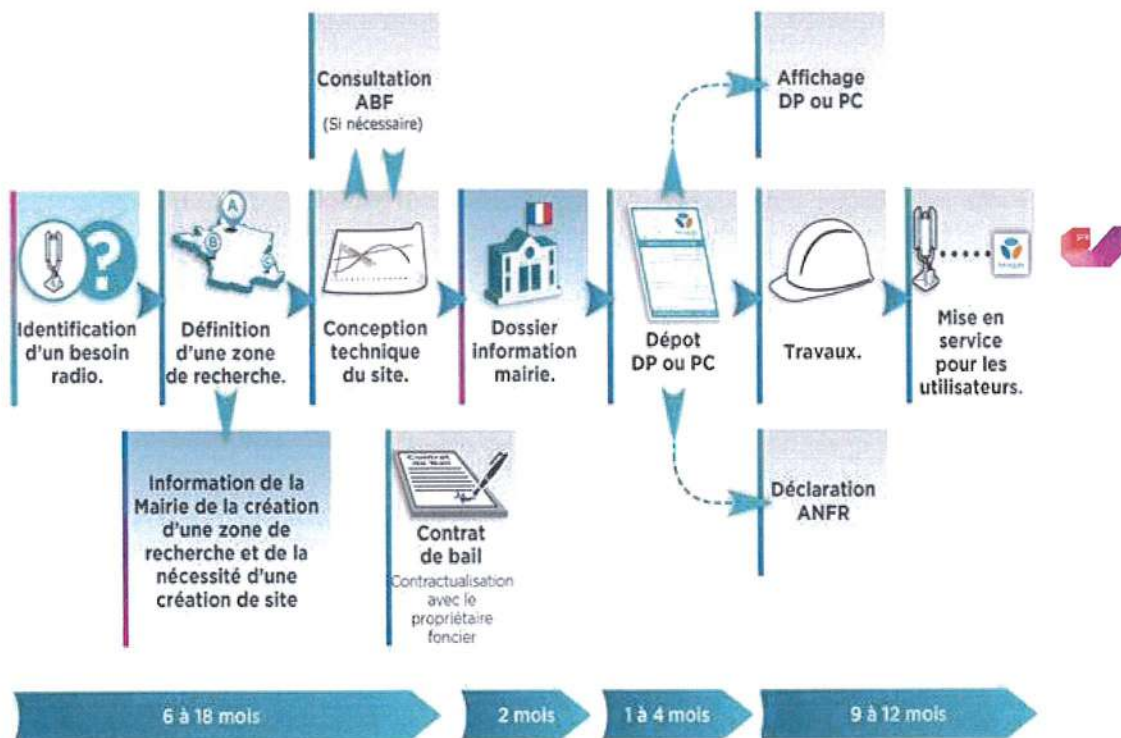 Consultation
ABF
(Si nécessaire)
Affichage
DP ou PC
A
B
C
Identification
d'un besoin
radio.
Définition
d'une zone
de recherche.
Conception
technique
du site.
Dossier
information
mairie.
Dépot
DP ou PC
Travaux.
Mise en
service
pour les
utilisateurs.
Information de la
Mairie de la création
d'une zone de
recherche et de la
nécessité d'une
création de site
Contrat
de Bail
Contrat
de bail
Contractualisation
avec le
propriétaire
foncier
Déclaration
ANFR
6 à 18 mois
2 mois
1 à 4 mois
9 à 12 mois